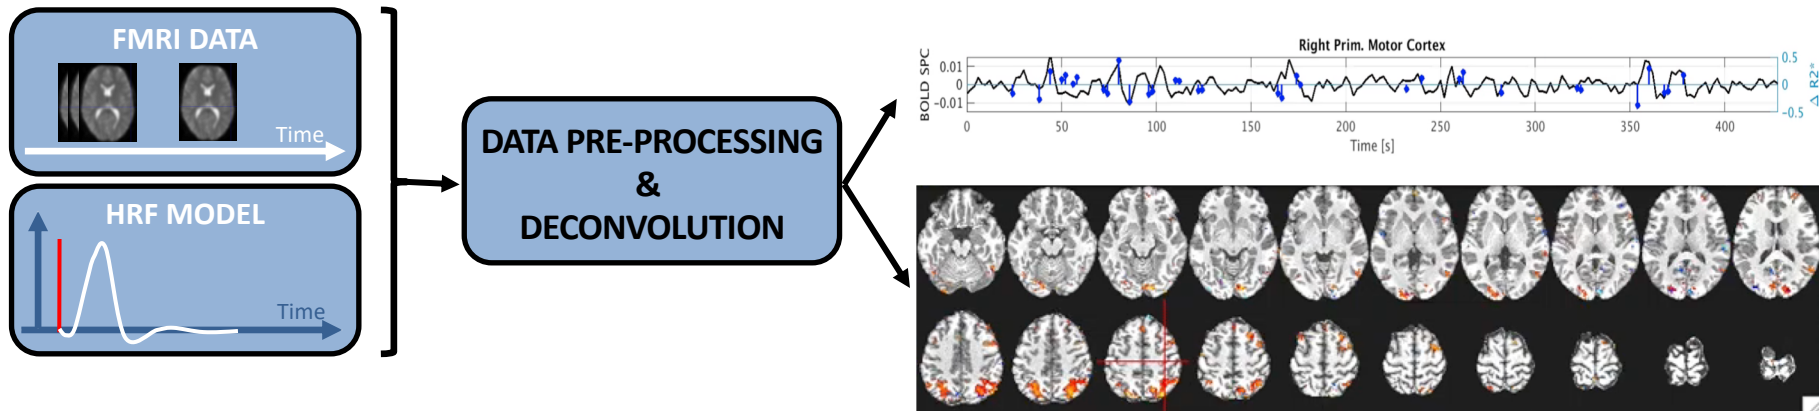 FMRI DATA
Time
HRF MODEL
Time
DATA PRE-PROCESSING
&
DECONVOLUTION
Right Prim. Motor Cortex
BOLD SPC
0.01
0
-0.01
0.5
0
-0.5
Δ R2*
0 50 100 150 200 250 300 350 400
Time [s]